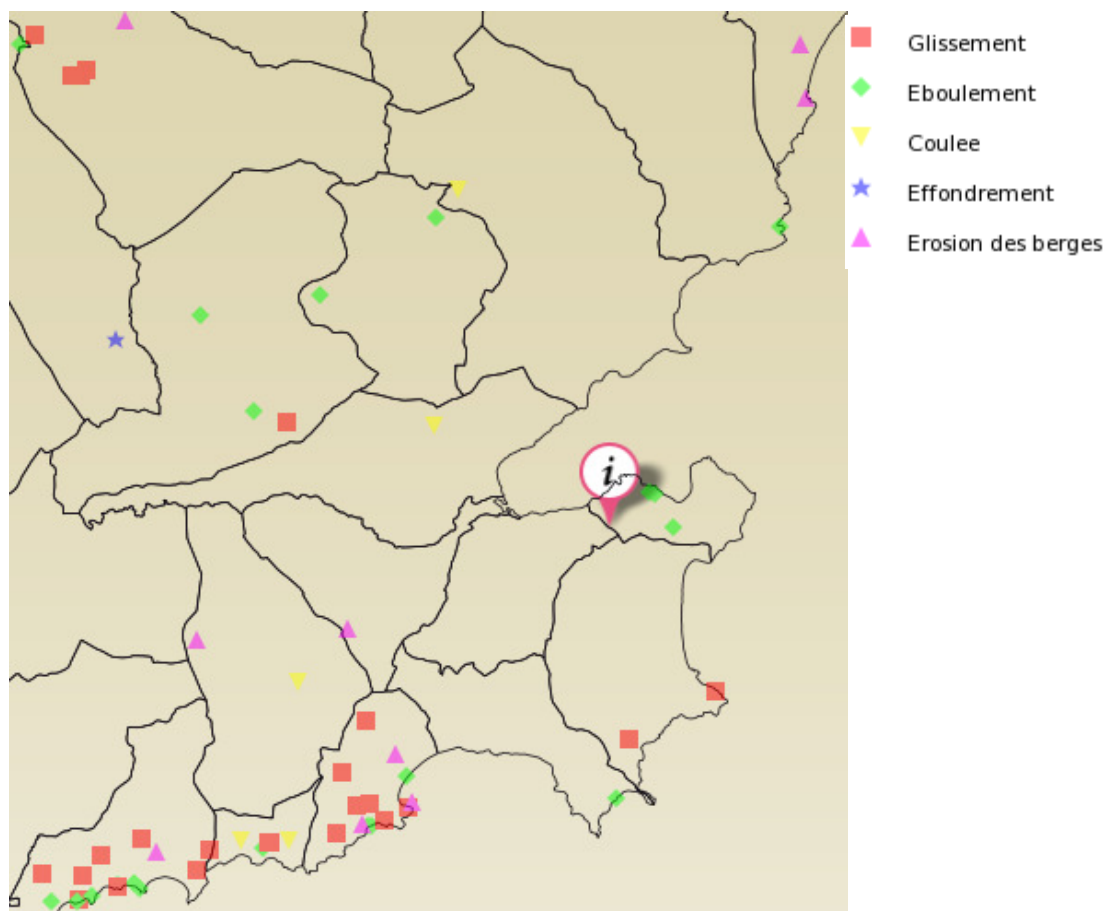 Glissement
Eboulement
Coulee
Effondrement
Erosion des berges
i